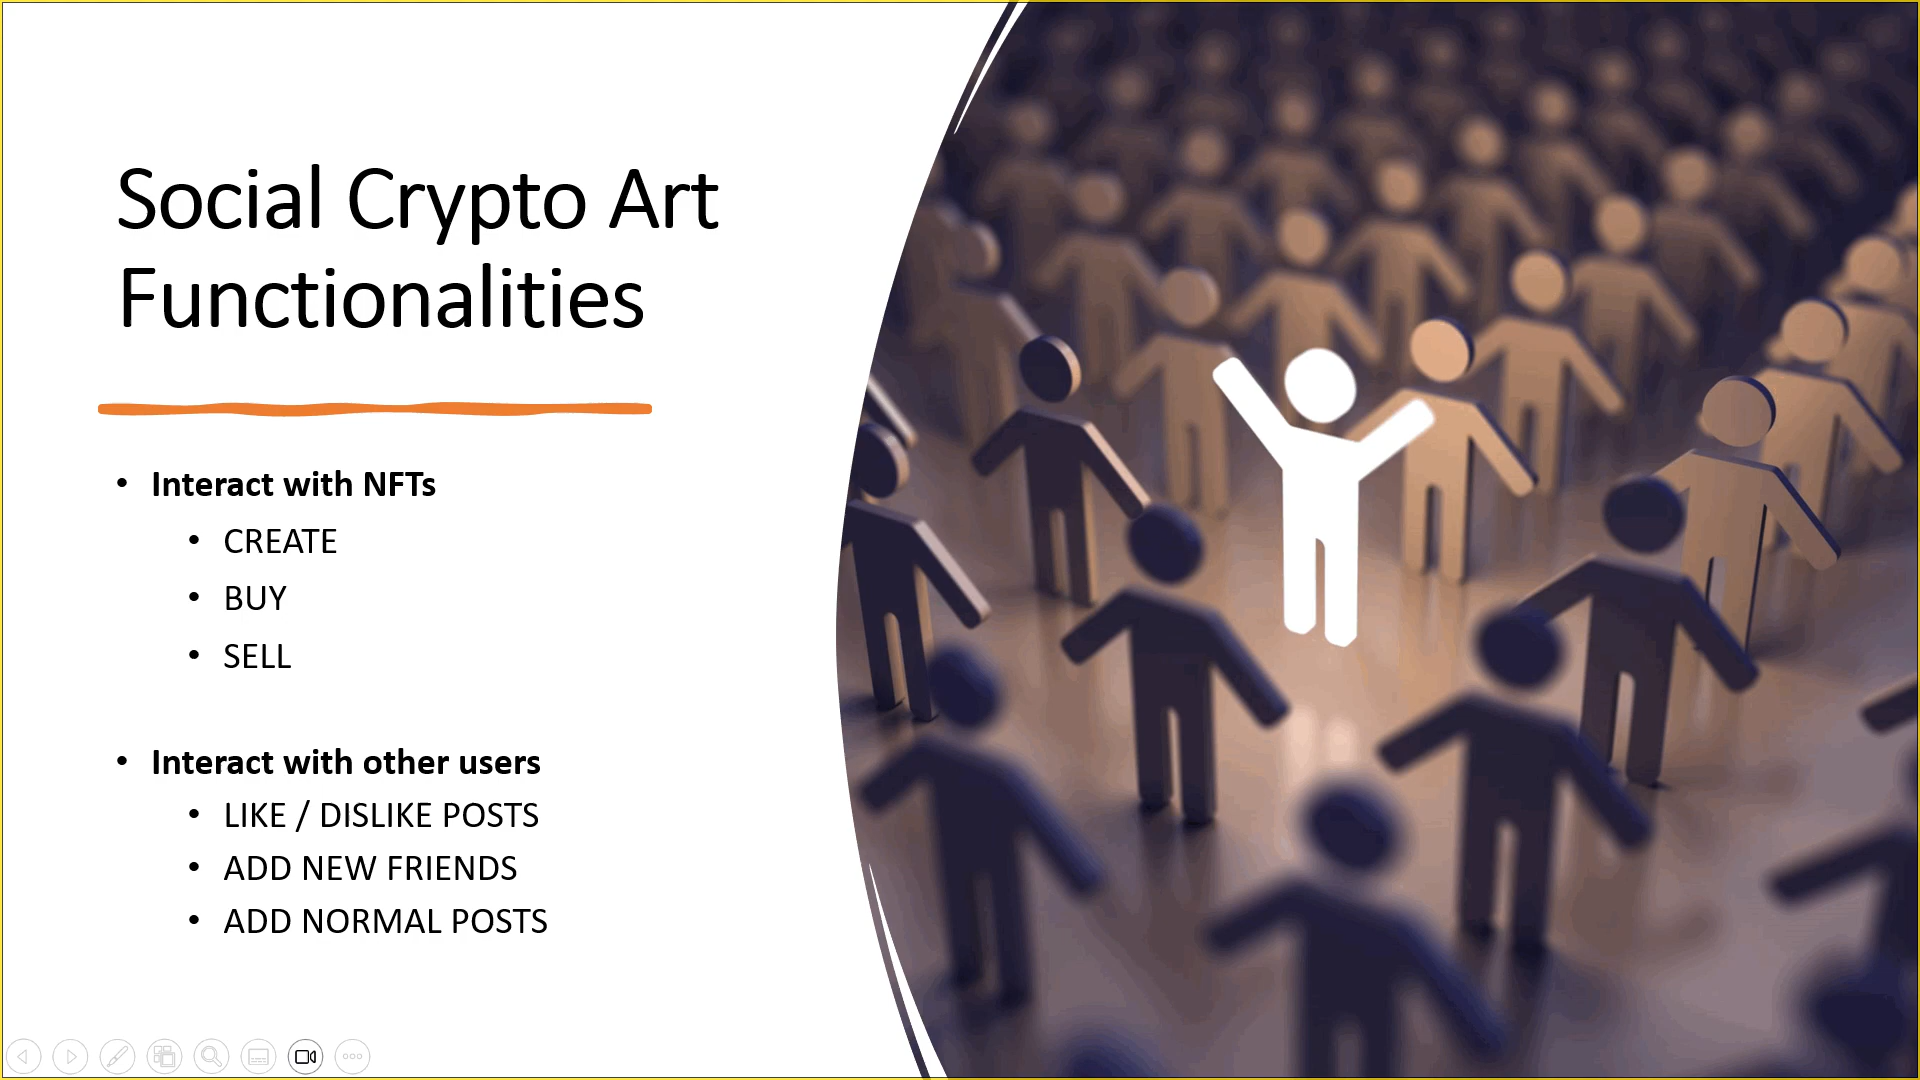 Social Crypto Art
Functionalities
• Interact with NFTs
• CREATE
• BUY
• SELL
• Interact with other users
• LIKE / DISLIKE POSTS
• ADD NEW FRIENDS
• ADD NORMAL POSTS